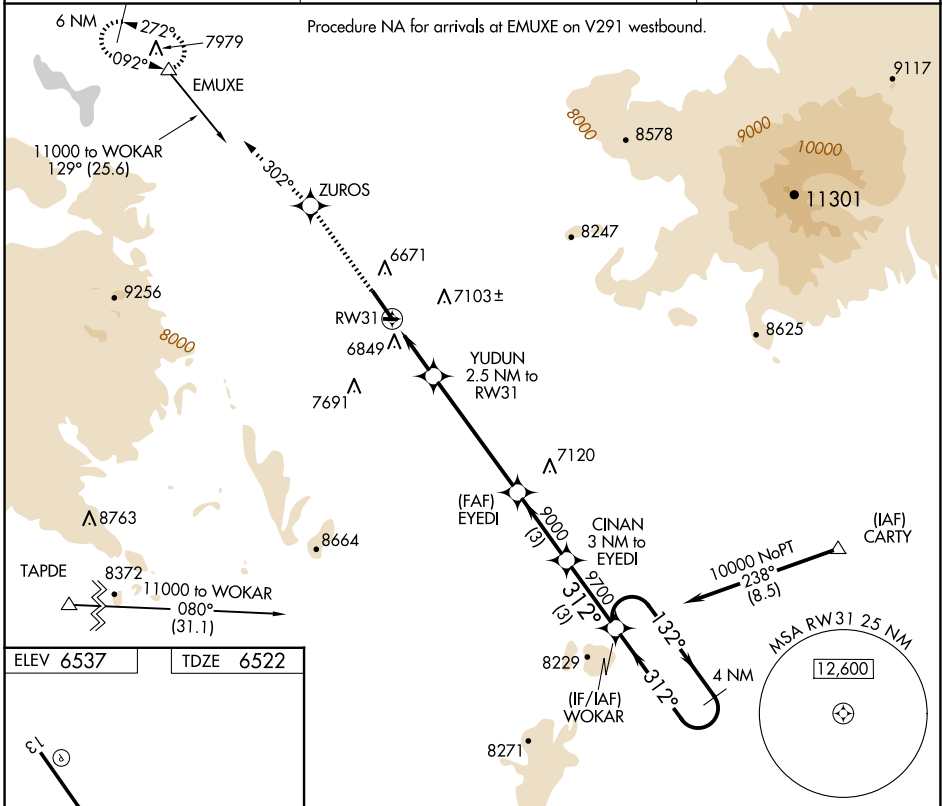 Procedure NA for arrivals at EMUXE on V291 westbound.
6 NM
272°
7979
092°
EMUXE
9117
8000
8578
9000
10000
11000 to WOKAR
129° (25.6)
302°
ZUROS
11301
8247
6671
9256
7103±
RW31
8625
8000
6849
YUDUN
2.5 NM to
RW31
7691
7120
(FAF)
EYEDI
9000
(3)
8763
8664
CINAN
3 NM to
EYEDI
(IAF)
CARTY
10000 NoPT
238°
(8.5)
TAPDE
8372
11000 to WOKAR
080°
(31.1)
9700
312°
(3)
132°
MSA RW31 25 NM
12,600
8229
312°
4 NM
(IF/IAF)
WOKAR
8271
ELEV 6537
TDZE 6522
13
P